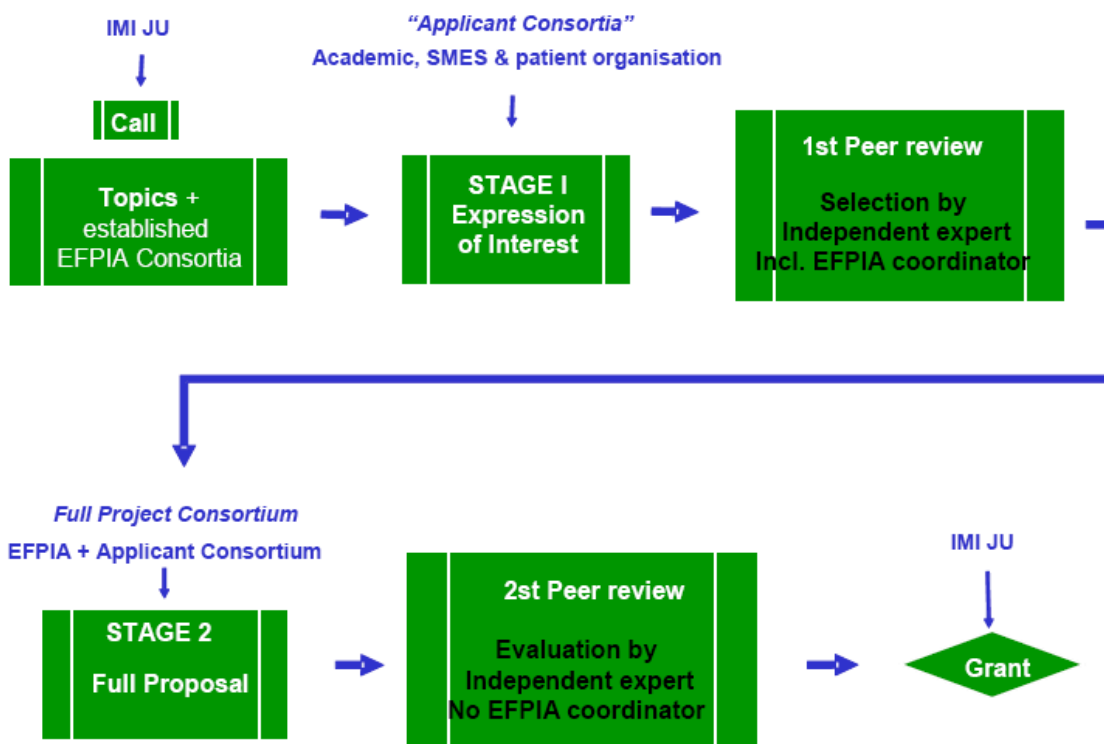 IMI JU
Call
Topics +
established
EFPIA Consortia
“Applicant Consortia”
Academic, SMES & patient organisation
STAGE I
Expression
of Interest
1st Peer review
Selection by
Independent expert
Incl. EFPIA coordinator
Full Project Consortium
EFPIA + Applicant Consortium
STAGE 2
Full Proposal
2st Peer review
Evaluation by
Independent expert
No EFPIA coordinator
IMI JU
Grant